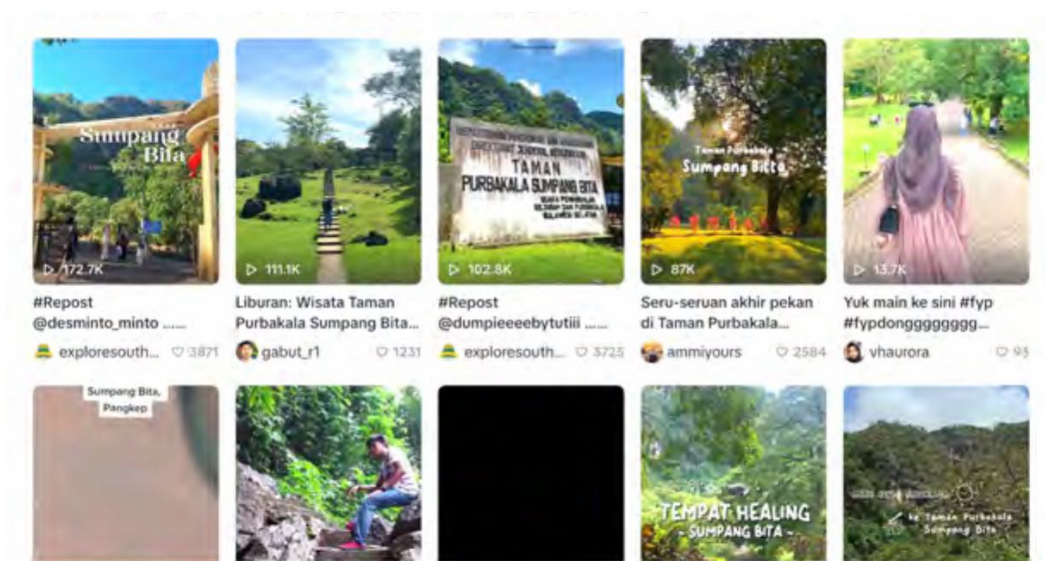 Sumpang
Bita
172.7K
111.1K
TAMAN
PURBAKALA SUMPANG BITA
SULAWESI SELATAN
102.8K
Taman Purbakala
Sumpang Bitta
87K
13.7K
#Repost
@desminto_minto ......
exploresouth...
3871
Liburan: Wisata Taman
Purbakala Sumpang Bita...
gabut_r1
1231
#Repost
@dumpieeeebytutiii ......
exploresouth...
3725
Seru-seruan akhir pekan
di Taman Purbakala...
ammiyours
2584
Yuk main ke sini #fyp
#fypdonggggggggg...
vhaurora
93
Sumpang Bita,
Pangkep
TEMPAT HEALING
- SUMPANG BITA -
ke Taman Purbakala
Sumpang Bita